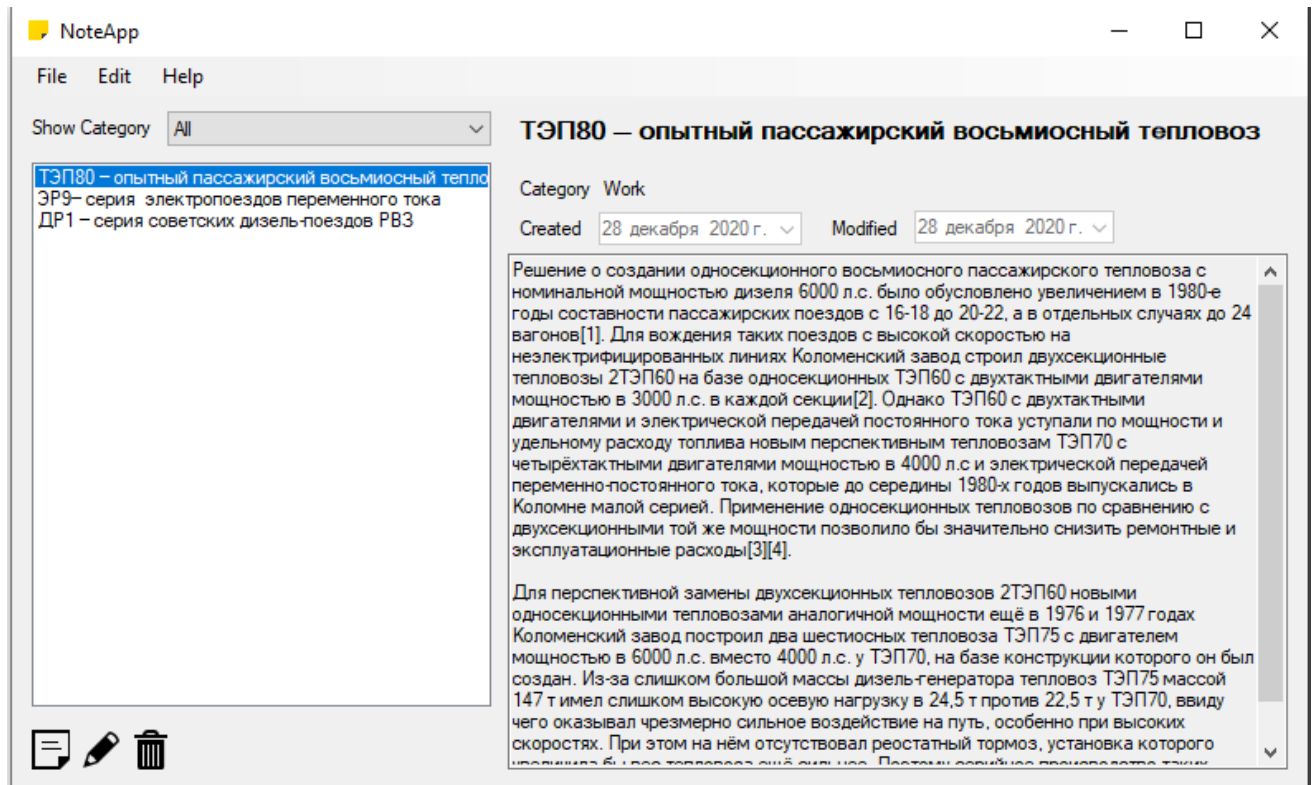 NoteApp
File Edit Help
Show Category All
ТЭП80 – опытный пассажирский восьмиосный тепло
ЭР9– серия  электропоездов переменного тока
ДР1 – серия советских дизель-поездов РВЗ
ТЭП80 – опытный пассажирский восьмиосный тепловоз
Category Work
Created 28 декабря 2020 г. Modified 28 декабря 2020 г.
Решение о создании односекционного восьмиосного пассажирского тепловоза с
номинальной мощностью дизеля 6000 л.с. было обусловлено увеличением в 1980-е
годы составности пассажирских поездов с 16-18 до 20-22, а в отдельных случаях до 24
вагонов[1]. Для вождения таких поездов с высокой скоростью на
неэлектрифицированных линиях Коломенский завод строил двухсекционные
тепловозы 2ТЭП60 на базе односекционных ТЭП60 с двухтактными двигателями
мощностью в 3000 л.с. в каждой секции[2]. Однако ТЭП60 с двухтактными
двигателями и электрической передачей постоянного тока уступали по мощности и
удельному расходу топлива новым перспективным тепловозам ТЭП70 с
четырёхтактными двигателями мощностью в 4000 л.с и электрической передачей
переменно-постоянного тока, которые до середины 1980-х годов выпускались в
Коломне малой серией. Применение односекционных тепловозов по сравнению с
двухсекционными той же мощности позволило бы значительно снизить ремонтные и
эксплуатационные расходы[3][4].
Для перспективной замены двухсекционных тепловозов 2ТЭП60 новыми
односекционными тепловозами аналогичной мощности ещё в 1976 и 1977 годах
Коломенский завод построил два шестиосных тепловоза ТЭП75 с двигателем
мощностью в 6000 л.с. вместо 4000 л.с. у ТЭП70, на базе конструкции которого он был
создан. Из-за слишком большой массы дизель-генератора тепловоз ТЭП75 массой
147 т имел слишком высокую осевую нагрузку в 24,5 т против 22,5 т у ТЭП70, ввиду
чего оказывал чрезмерно сильное воздействие на путь, особенно при высоких
скоростях. При этом на нём отсутствовал реостатный тормоз, установка которого